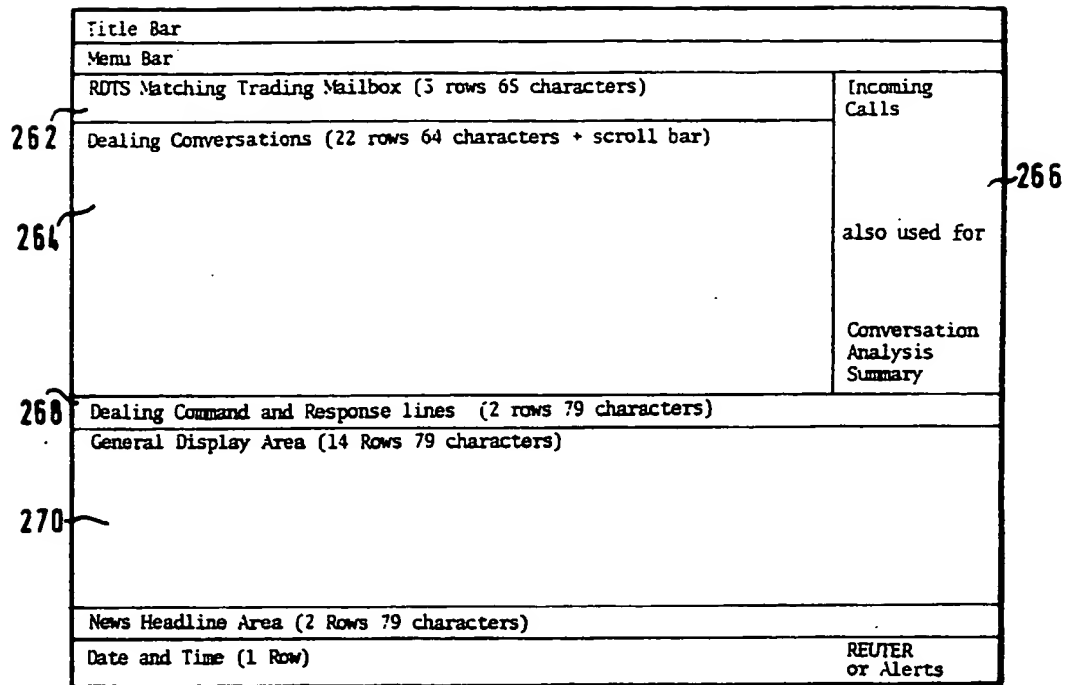 Title Bar
Menu Bar
RDTS Matching Trading Mailbox (3 rows 65 characters)
Incoming
Calls
262
Dealing Conversations (22 rows 64 characters + scroll bar)
266
264
also used for
Conversation
Analysis
Summary
268
Dealing Command and Response lines (2 rows 79 characters)
General Display Area (14 Rows 79 characters)
270
News Headline Area (2 Rows 79 characters)
Date and Time (1 Row)
REUTER
or Alerts